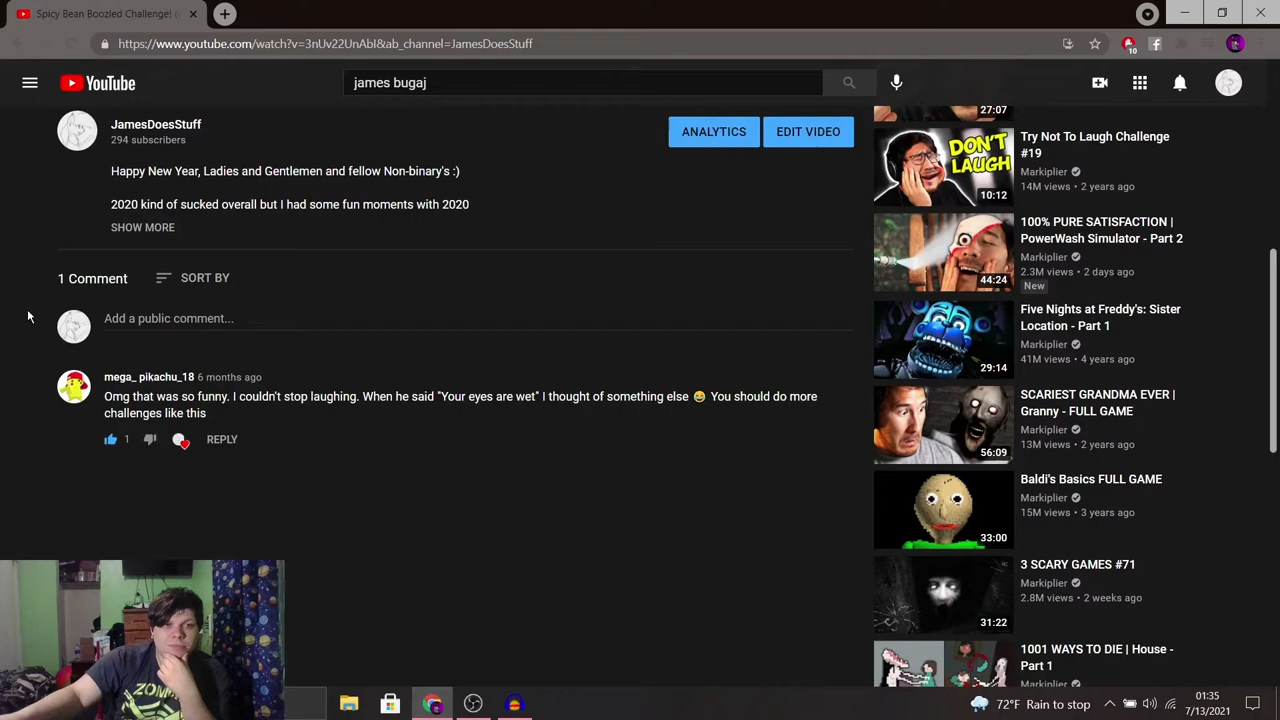 Spicy Bean Boozled Challenge! (
https://www.youtube.com/watch?v=3nUv22UnAbI&ab_channel=JamesDoesStuff
10
YouTube
james bugaj
JamesDoesStuff
294 subscribers
ANALYTICS
EDIT VIDEO
Happy New Year, Ladies and Gentlemen and fellow Non-binary's :)
2020 kind of sucked overall but I had some fun moments with 2020
SHOW MORE
1 Comment
SORT BY
Add a public comment...
mega_ pikachu_18 6 months ago
Omg that was so funny. I couldn't stop laughing. When he said "Your eyes are wet" I thought of something else 😂 You should do more
challenges like this
1
REPLY
27:07
DON'T
LAUGH
10:12
Try Not To Laugh Challenge
#19
Markiplier
14M views • 2 years ago
44:24
100% PURE SATISFACTION |
PowerWash Simulator - Part 2
Markiplier
2.3M views • 2 days ago
New
29:14
Five Nights at Freddy's: Sister
Location - Part 1
Markiplier
41M views • 4 years ago
56:09
SCARIEST GRANDMA EVER |
Granny - FULL GAME
Markiplier
13M views • 2 years ago
33:00
Baldi's Basics FULL GAME
Markiplier
15M views • 3 years ago
31:22
3 SCARY GAMES #71
Markiplier
2.8M views • 2 weeks ago
1001 WAYS TO DIE | House -
Part 1
Markiplier
72°F Rain to stop
01:35
7/13/2021